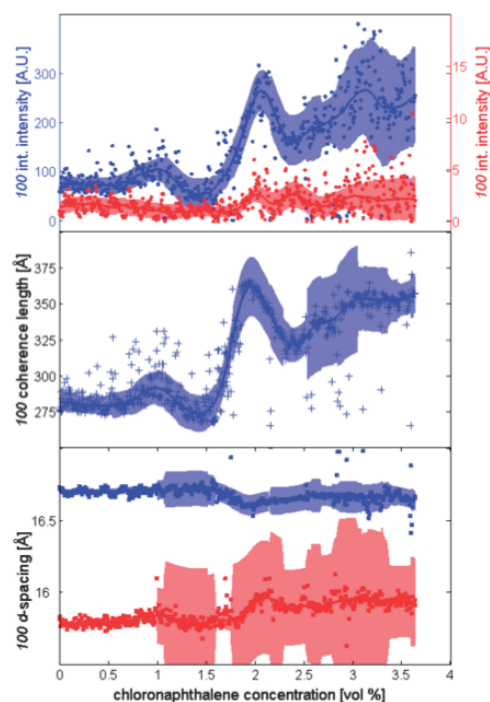 100 int. intensity [A.U.]
300
200
100
0
15
10
5
0
100 int. intensity [A.U.]
100 coherence length [Å]
375
350
325
300
275
100 d-spacing [Å]
16.5
16
0 0.5 1 1.5 2 2.5 3 3.5 4
chloronaphthalene concentration [vol %]